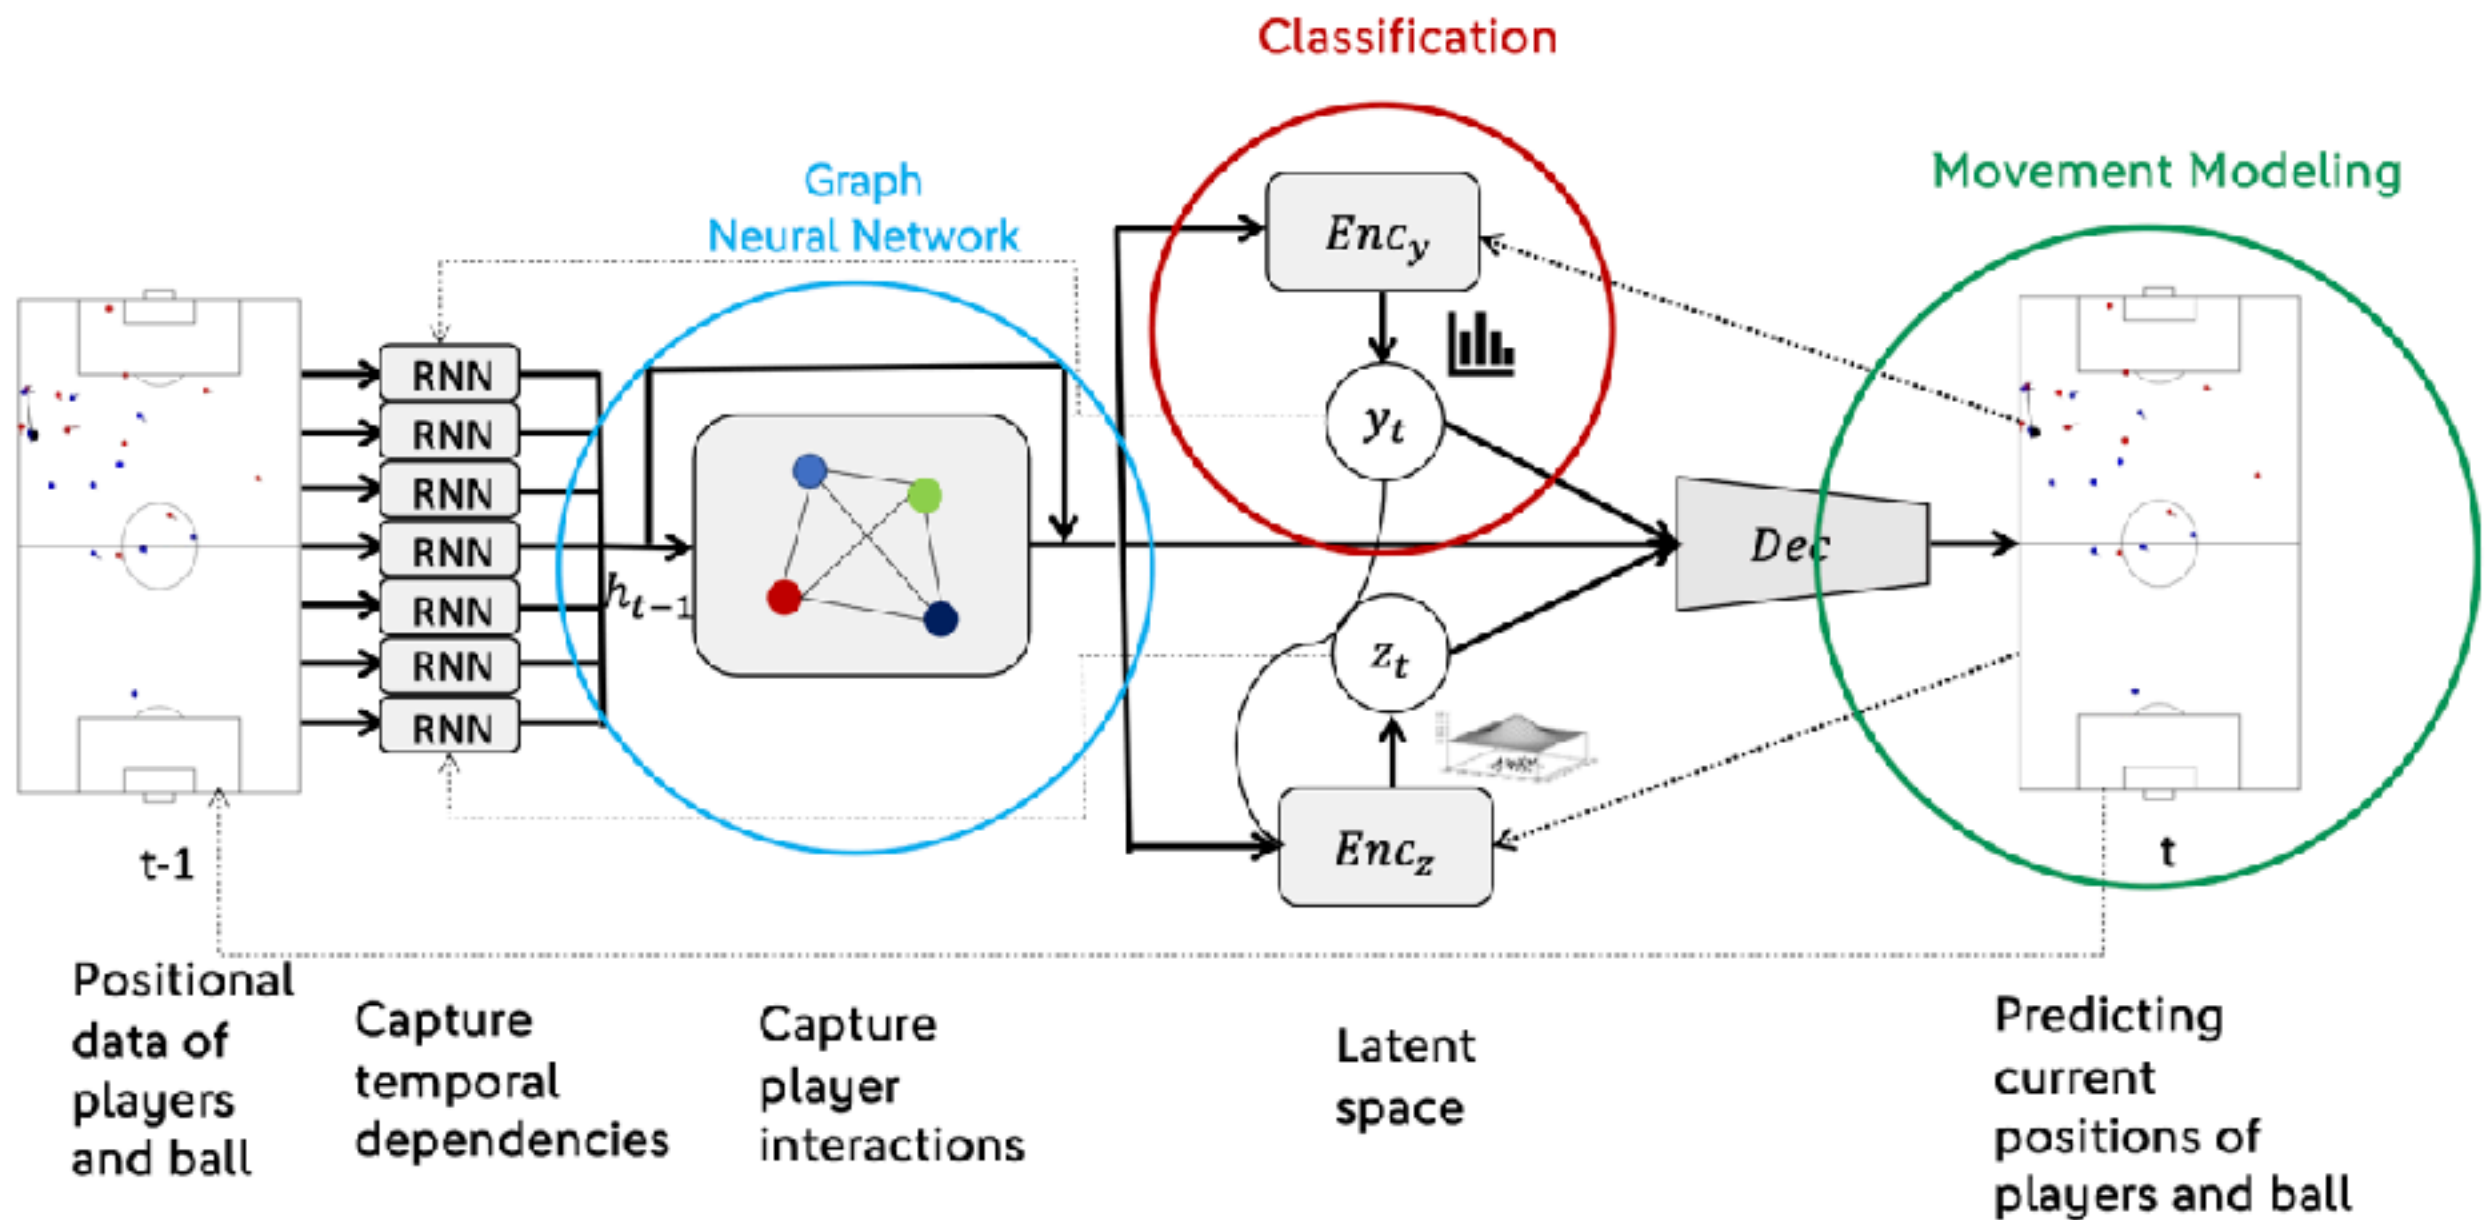 Classification
Movement Modeling
Graph
Neural Network
Enc_y
RNN
RNN
RNN
RNN
RNN
RNN
RNN
h_{t-1}
y_t
Dec
z_t
Enc_z
t-1
t
Positional
data of
players
and ball
Capture
temporal
dependencies
Capture
player
interactions
Latent
space
Predicting
current
positions of
players and ball